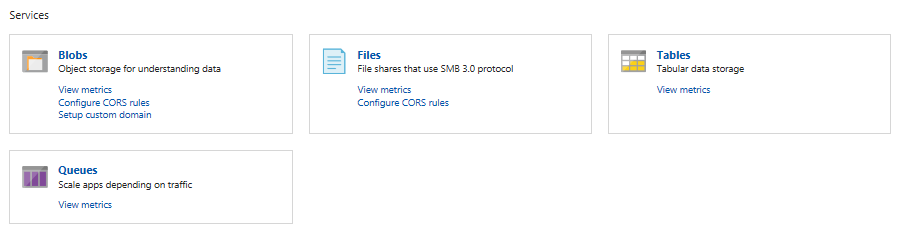 Services
Blobs
Object storage for understanding data
View metrics
Configure CORS rules
Setup custom domain
Files
File shares that use SMB 3.0 protocol
View metrics
Configure CORS rules
Tables
Tabular data storage
View metrics
Queues
Scale apps depending on traffic
View metrics